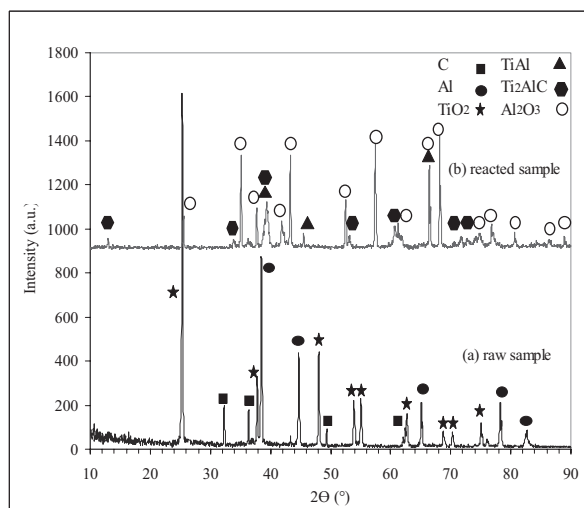 1800
1600
1400
1200
1000
800
600
400
200
0
Intensity (a.u.)
C TiAl
Al Ti2AlC
TiO2 Al2O3
(b) reacted sample
(a) raw sample
10 20 30 40 50 60 70 80 90
2Θ (°)